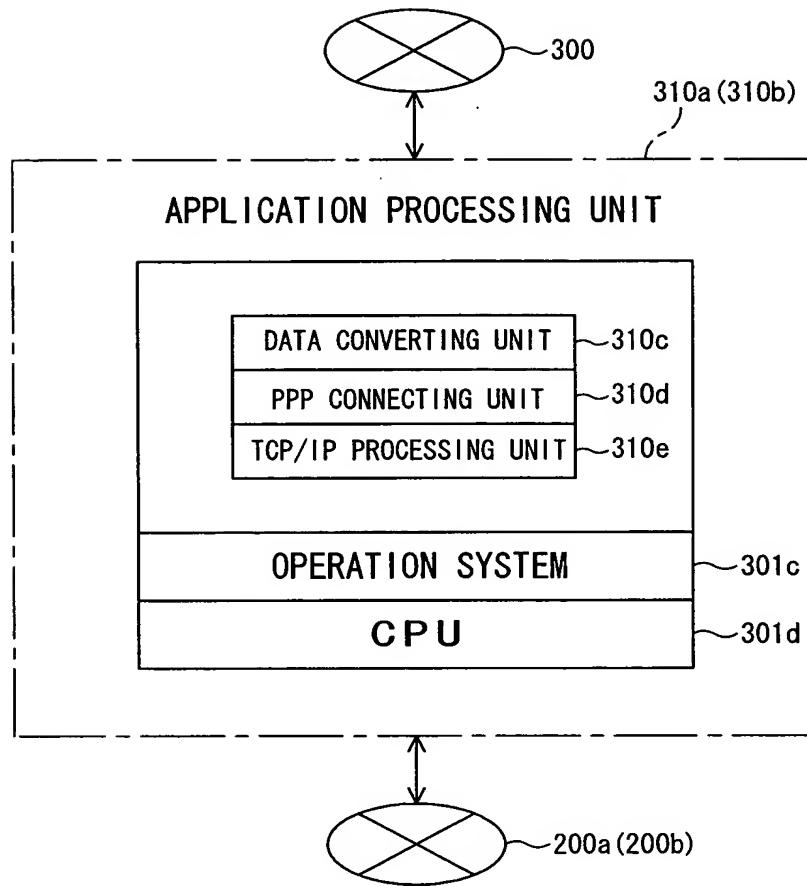 300
310a(310b)
APPLICATION PROCESSING UNIT
DATA CONVERTING UNIT
310c
PPP CONNECTING UNIT
310d
TCP/IP PROCESSING UNIT
310e
OPERATION SYSTEM
301c
CPU
301d
200a(200b)